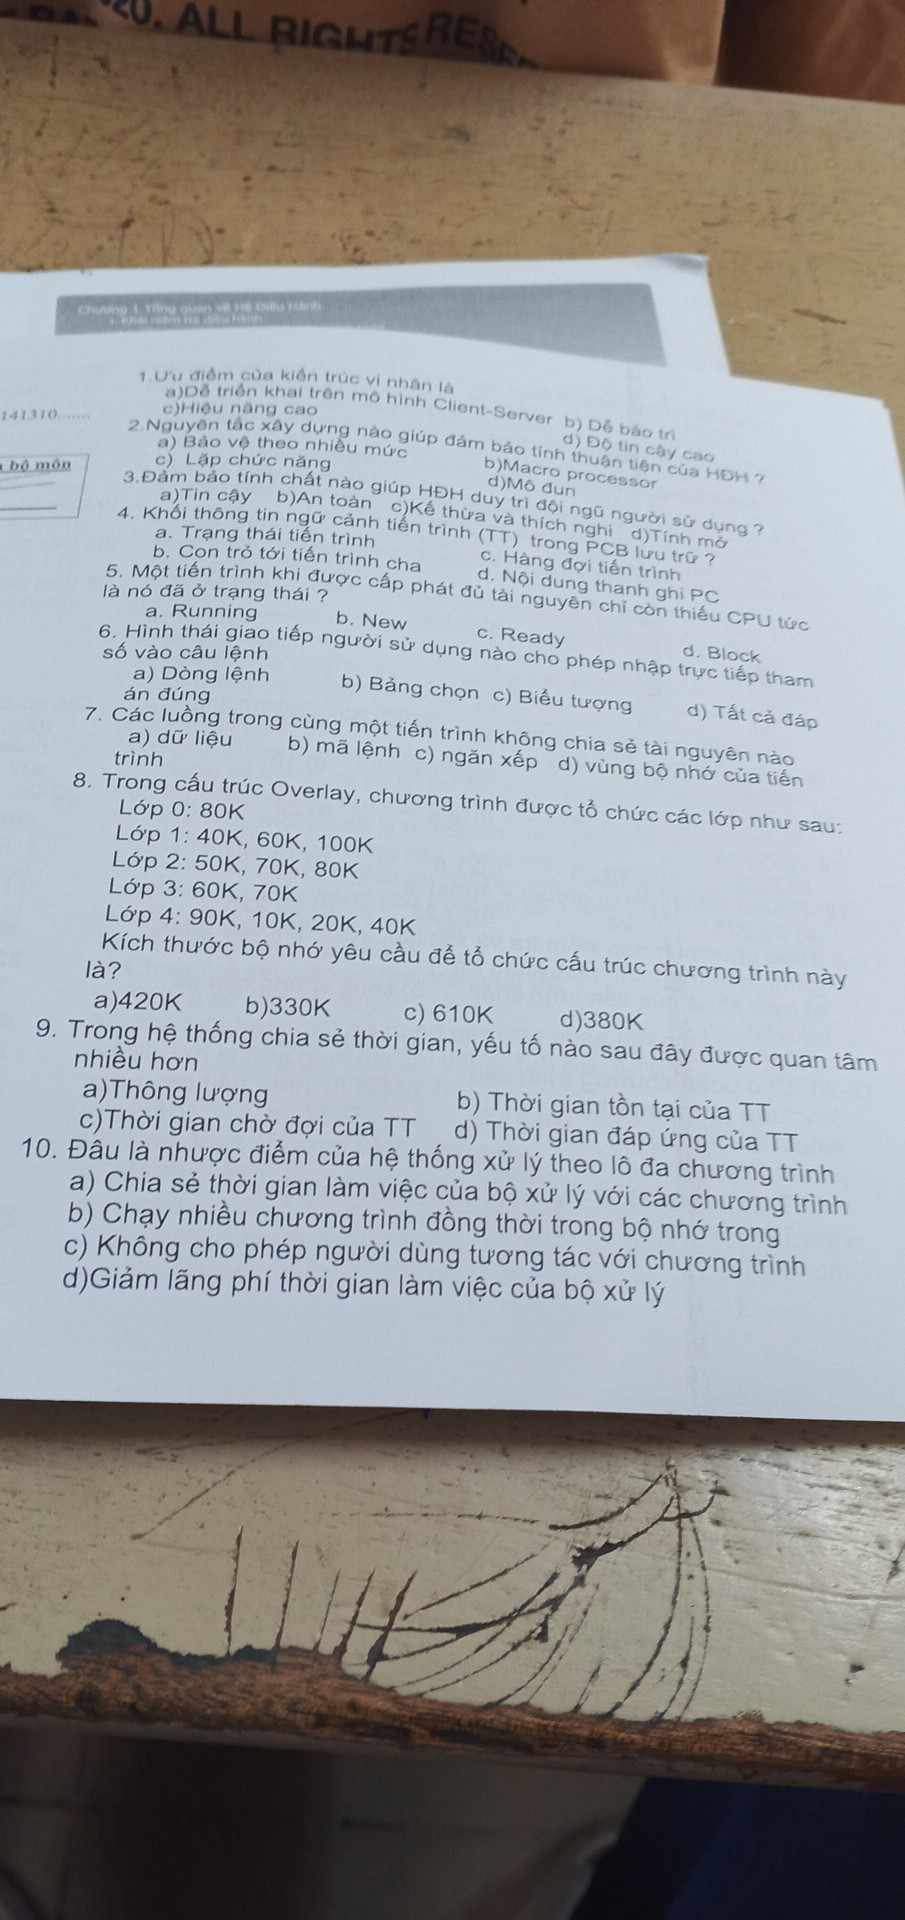 20. ALL RIGHTS RESER
Chương 1. Tổng quan về Hệ Điều Hành
1.Ưu điểm của kiến trúc vi nhân là
a)Dễ triển khai trên mô hình Client-Server b) Dễ bảo trì
c)Hiệu năng cao d) Độ tin cậy cao
141310.......
2.Nguyên tắc xây dựng nào giúp đảm bảo tính thuận tiện của HĐH ?
a) Bảo vệ theo nhiều mức b)Macro processor
c) Lặp chức năng d)Mô đun
bộ môn
3.Đảm bảo tính chất nào giúp HĐH duy trì đội ngũ người sử dụng ?
a)Tin cậy b)An toàn c)Kế thừa và thích nghi d)Tính mở
4. Khối thông tin ngữ cảnh tiến trình (TT) trong PCB lưu trữ ?
a. Trạng thái tiến trình c. Hàng đợi tiến trình
b. Con trỏ tới tiến trình cha d. Nội dung thanh ghi PC
5. Một tiến trình khi được cấp phát đủ tài nguyên chỉ còn thiếu CPU tức
là nó đã ở trạng thái ?
a. Running b. New c. Ready d. Block
6. Hình thái giao tiếp người sử dụng nào cho phép nhập trực tiếp tham
số vào câu lệnh
a) Dòng lệnh b) Bảng chọn c) Biểu tượng d) Tất cả đáp
án đúng
7. Các luồng trong cùng một tiến trình không chia sẻ tài nguyên nào
a) dữ liệu b) mã lệnh c) ngăn xếp d) vùng bộ nhớ của tiến
trình
8. Trong cấu trúc Overlay, chương trình được tổ chức các lớp như sau:
Lớp 0: 80K
Lớp 1: 40K, 60K, 100K
Lớp 2: 50K, 70K, 80K
Lớp 3: 60K, 70K
Lớp 4: 90K, 10K, 20K, 40K
Kích thước bộ nhớ yêu cầu để tổ chức cấu trúc chương trình này
là?
a)420K b)330K c) 610K d)380K
9. Trong hệ thống chia sẻ thời gian, yếu tố nào sau đây được quan tâm
nhiều hơn
a)Thông lượng b) Thời gian tồn tại của TT
c)Thời gian chờ đợi của TT d) Thời gian đáp ứng của TT
10. Đâu là nhược điểm của hệ thống xử lý theo lô đa chương trình
a) Chia sẻ thời gian làm việc của bộ xử lý với các chương trình
b) Chạy nhiều chương trình đồng thời trong bộ nhớ trong
c) Không cho phép người dùng tương tác với chương trình
d)Giảm lãng phí thời gian làm việc của bộ xử lý